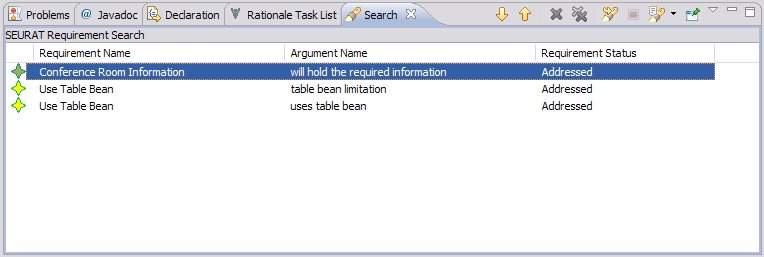 Problems @ Javadoc Declaration Rationale Task List Search
SEURAT Requirement Search
Requirement Name Argument Name Requirement Status
Conference Room Information will hold the required information Addressed
Use Table Bean table bean limitation Addressed
Use Table Bean uses table bean Addressed